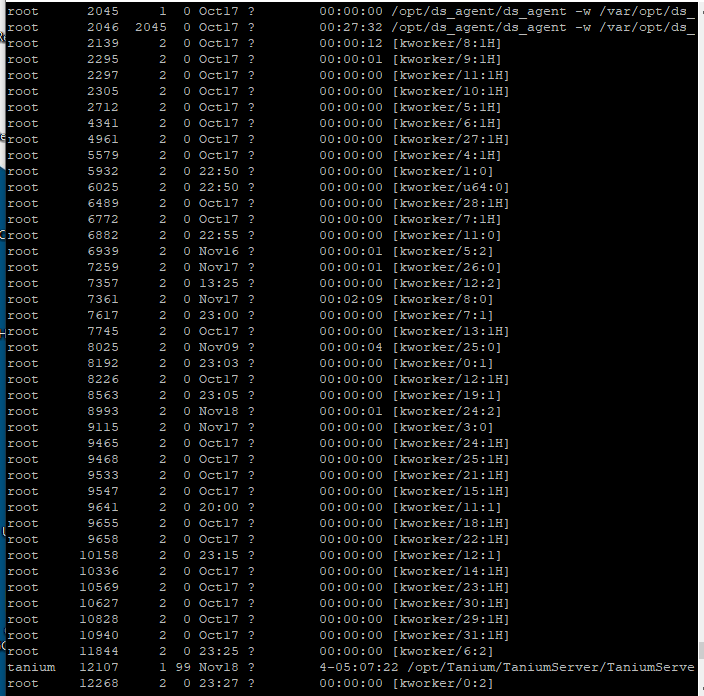 root 2045 1 0 Oct17 ? 00:00:00 /opt/ds_agent/ds_agent -w /var/opt/ds_
root 2046 2045 0 Oct17 ? 00:27:32 /opt/ds_agent/ds_agent -w /var/opt/ds_
root 2139 2 0 Oct17 ? 00:00:12 [kworker/8:1H]
root 2295 2 0 Oct17 ? 00:00:01 [kworker/9:1H]
root 2297 2 0 Oct17 ? 00:00:00 [kworker/11:1H]
root 2305 2 0 Oct17 ? 00:00:00 [kworker/10:1H]
root 2712 2 0 Oct17 ? 00:00:00 [kworker/5:1H]
root 4341 2 0 Oct17 ? 00:00:00 [kworker/6:1H]
root 4961 2 0 Oct17 ? 00:00:00 [kworker/27:1H]
root 5579 2 0 Oct17 ? 00:00:00 [kworker/4:1H]
root 5932 2 0 22:50 ? 00:00:00 [kworker/1:0]
root 6025 2 0 22:50 ? 00:00:00 [kworker/u64:0]
root 6489 2 0 Oct17 ? 00:00:00 [kworker/28:1H]
root 6772 2 0 Oct17 ? 00:00:00 [kworker/7:1H]
root 6882 2 0 22:55 ? 00:00:00 [kworker/11:0]
root 6939 2 0 Nov16 ? 00:00:01 [kworker/5:2]
root 7259 2 0 Nov17 ? 00:00:01 [kworker/26:0]
root 7357 2 0 13:25 ? 00:00:00 [kworker/12:2]
root 7361 2 0 Nov17 ? 00:02:09 [kworker/8:0]
root 7617 2 0 23:00 ? 00:00:00 [kworker/7:1]
root 7745 2 0 Oct17 ? 00:00:00 [kworker/13:1H]
root 8025 2 0 Nov09 ? 00:00:04 [kworker/25:0]
root 8192 2 0 23:03 ? 00:00:00 [kworker/0:1]
root 8226 2 0 Oct17 ? 00:00:00 [kworker/12:1H]
root 8563 2 0 23:05 ? 00:00:00 [kworker/19:1]
root 8993 2 0 Nov18 ? 00:00:01 [kworker/24:2]
root 9115 2 0 Nov17 ? 00:00:00 [kworker/3:0]
root 9465 2 0 Oct17 ? 00:00:00 [kworker/24:1H]
root 9468 2 0 Oct17 ? 00:00:00 [kworker/25:1H]
root 9533 2 0 Oct17 ? 00:00:00 [kworker/21:1H]
root 9547 2 0 Oct17 ? 00:00:00 [kworker/15:1H]
root 9641 2 0 20:00 ? 00:00:00 [kworker/11:1]
root 9655 2 0 Oct17 ? 00:00:00 [kworker/18:1H]
root 9658 2 0 Oct17 ? 00:00:00 [kworker/22:1H]
root 10158 2 0 23:15 ? 00:00:00 [kworker/12:1]
root 10336 2 0 Oct17 ? 00:00:00 [kworker/14:1H]
root 10569 2 0 Oct17 ? 00:00:00 [kworker/23:1H]
root 10627 2 0 Oct17 ? 00:00:00 [kworker/30:1H]
root 10828 2 0 Oct17 ? 00:00:00 [kworker/29:1H]
root 10940 2 0 Oct17 ? 00:00:00 [kworker/31:1H]
root 11844 2 0 23:25 ? 00:00:00 [kworker/6:2]
tanium 12107 1 99 Nov18 ? 4-05:07:22 /opt/Tanium/TaniumServer/TaniumServe
root 12268 2 0 23:27 ? 00:00:00 [kworker/0:2]